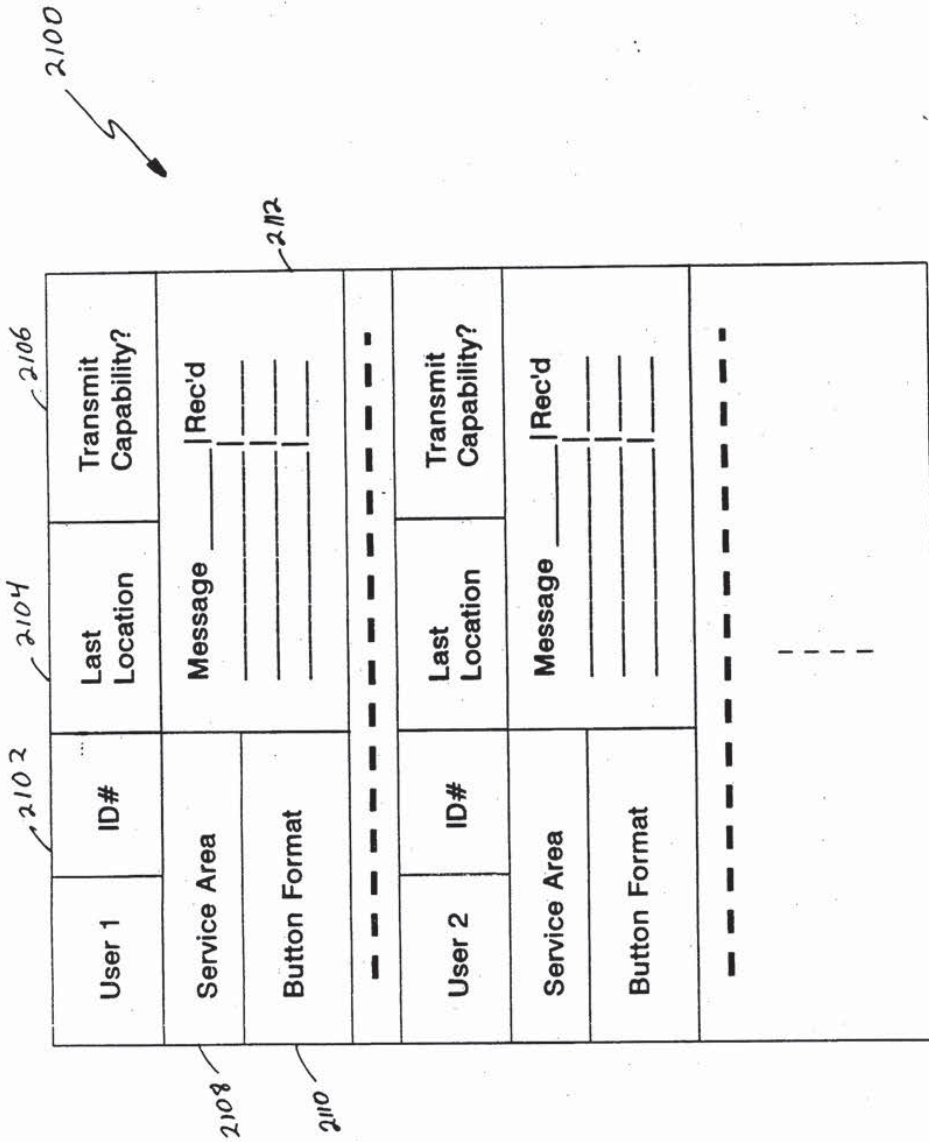 2100
2102
2104
2106
User 1
ID#
Last
Location
Transmit
Capability?
2108
Service Area
2110
Button Format
Message
Rec'd
2112
User 2
ID#
Last
Location
Transmit
Capability?
Service Area
Button Format
Message
Rec'd